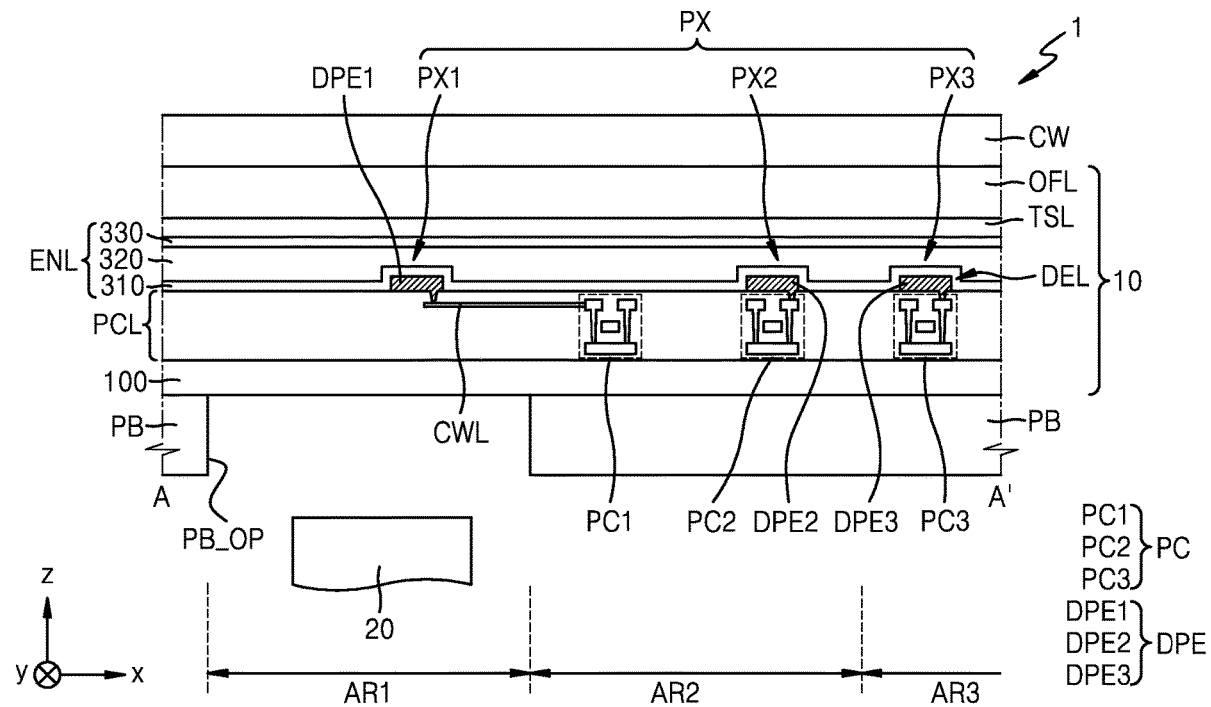 PX
1
DPE1 PX1 PX2 PX3
CW
OFL
TSL
330
ENL 320
310
DEL 10
PCL
100
PB CWL PB
A A'
PB_OP PC1 PC2 DPE2 DPE3 PC3
PC1
PC2 PC
PC3
20
z
y x
DPE1
DPE2 DPE
DPE3
AR1 AR2 AR3